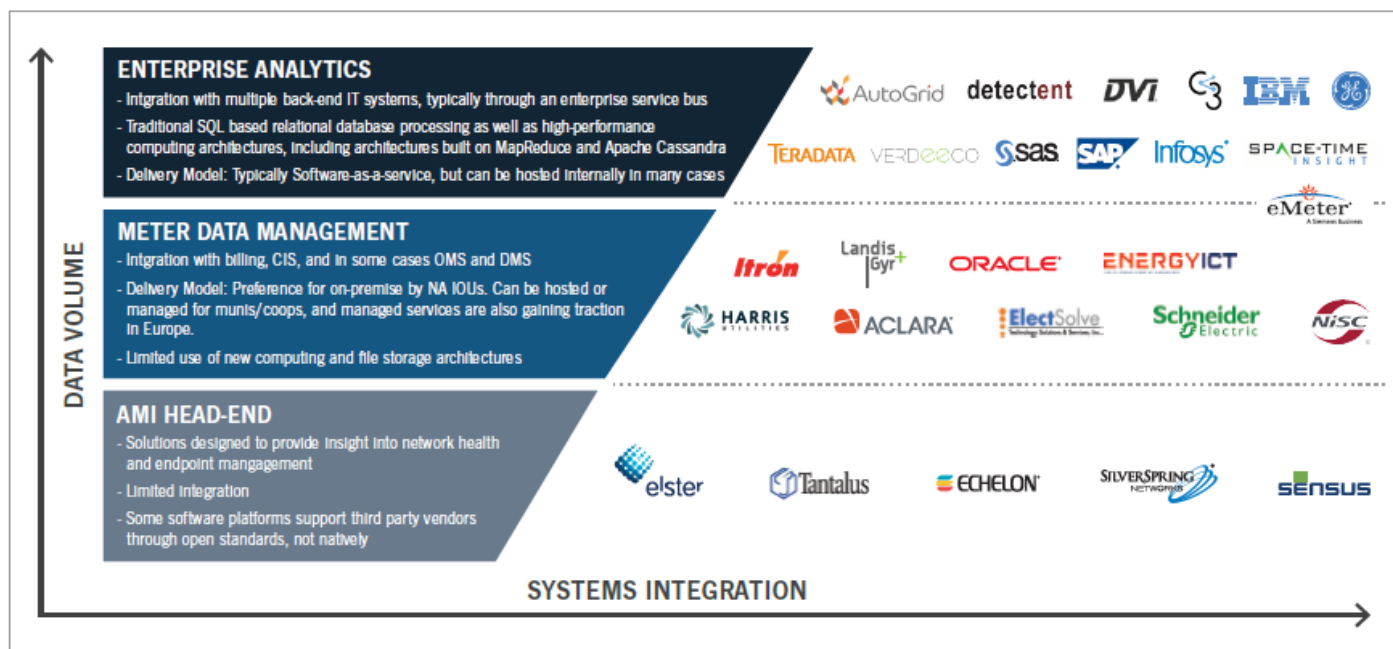 ENTERPRISE ANALYTICS
- Intgration with multiple back-end IT systems, typically through an enterprise service bus
- Traditional SQL based relational database processing as well as high-performance
computing architectures, including architectures built on MapReduce and Apache Cassandra
- Delivery Model: Typically Software-as-a-service, but can be hosted internally in many cases
AutoGrid detectent DVI C3 IBM GE
TERADATA VERDEECO sas SAP Infosys SPACE-TIME
INSIGHT
eMeter
A Siemens Business
METER DATA MANAGEMENT
- Intgration with billing, CIS, and in some cases OMS and DMS
- Delivery Model: Preference for on-premise by NA IOUs. Can be hosted or
managed for munis/coops, and managed services are also gaining traction
in Europe.
- Limited use of new computing and file storage architectures
Itrón Landis
Gyr+ ORACLE ENERGYICT
HARRIS
UTILITIES ACLARA ElectSolve
Technology Solutions & Services, Inc. Schneider
Electric NISC
AMI HEAD-END
- Solutions designed to provide insight into network health
and endpoint mangagement
- Limited integration
- Some software platforms support third party vendors
through open standards, not natively
elster Tantalus ECHELON SILVERSPRING
NETWORKS sensus
DATA VOLUME
SYSTEMS INTEGRATION